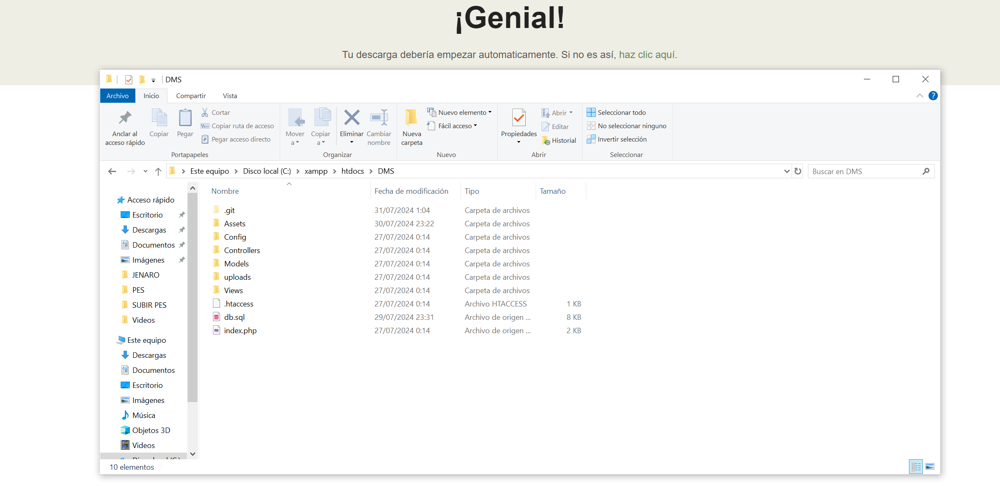 ¡Genial!
Tu descarga debería empezar automaticamente. Si no es así, haz clic aquí.
DMS
Archivo Inicio Compartir Vista
Anclar al acceso rápido
Copiar
Pegar
Cortar
Copiar ruta de acceso
Pegar acceso directo
Portapapeles
Mover a
Copiar a
Eliminar
Cambiar nombre
Organizar
Nueva carpeta
Nuevo elemento
Fácil acceso
Nuevo
Propiedades
Abrir
Editar
Historial
Abrir
Seleccionar todo
No seleccionar ninguno
Invertir selección
Seleccionar
Este equipo > Disco local (C:) > xampp > htdocs > DMS
Buscar en DMS
Acceso rápido
Escritorio
Descargas
Documentos
Imágenes
JENARO
PES
SUBIR PES
Videos
Este equipo
Descargas
Documentos
Escritorio
Imágenes
Música
Objetos 3D
Videos
Nombre Fecha de modificación Tipo Tamaño
.git 31/07/2024 1:04 Carpeta de archivos
Assets 30/07/2024 23:22 Carpeta de archivos
Config 27/07/2024 0:14 Carpeta de archivos
Controllers 27/07/2024 0:14 Carpeta de archivos
Models 27/07/2024 0:14 Carpeta de archivos
uploads 27/07/2024 0:14 Carpeta de archivos
Views 27/07/2024 0:14 Carpeta de archivos
.htaccess 27/07/2024 0:14 Archivo HTACCESS 1 KB
db.sql 29/07/2024 23:31 Archivo de origen ... 8 KB
index.php 27/07/2024 0:14 Archivo de origen ... 2 KB
10 elementos